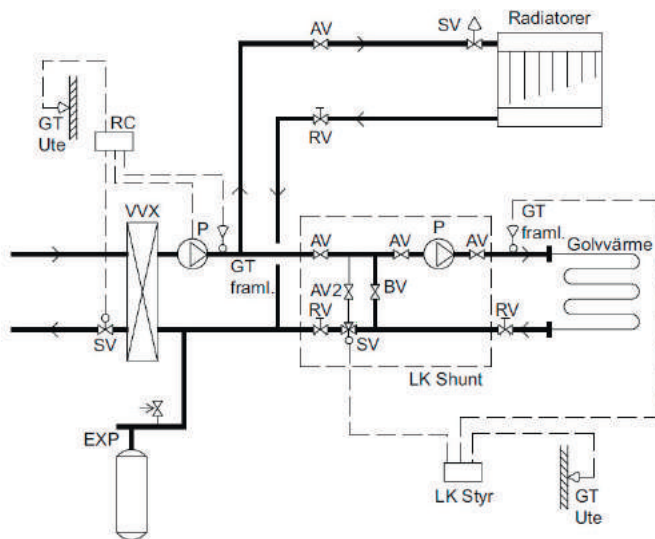 AV
SV
Radiatorer
GT
Ute
RC
RV
VVX
P
GT
framl.
AV
AV
P
AV
GT
framl.
Golvvärme
AV2
BV
RV
SV
RV
SV
LK Shunt
EXP
LK Styr
GT
Ute